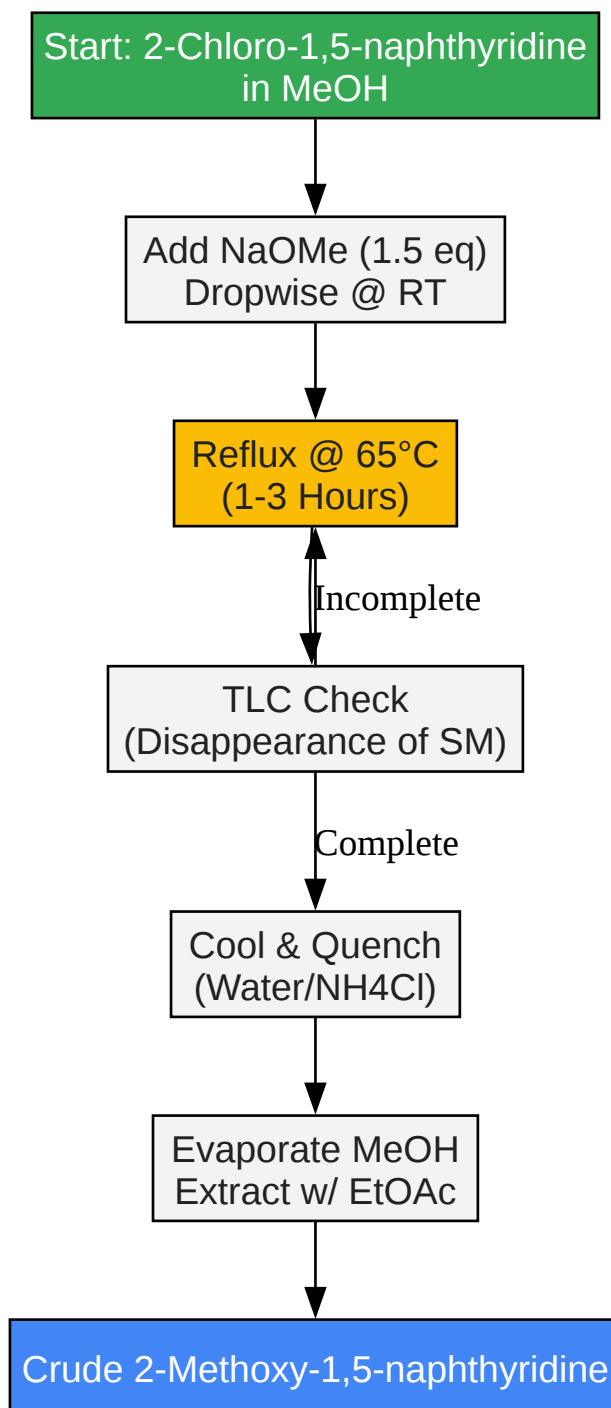 Start: 2-Chloro-1,5-naphthyridine
in MeOH
Add NaOMe (1.5 eq)
Dropwise @ RT
Reflux @ 65°C
(1-3 Hours)
Incomplete
TLC Check
(Disappearance of SM)
Complete
Cool & Quench
(Water/NH4Cl)
Evaporate MeOH
Extract w/ EtOAc
Crude 2-Methoxy-1,5-naphthyridine